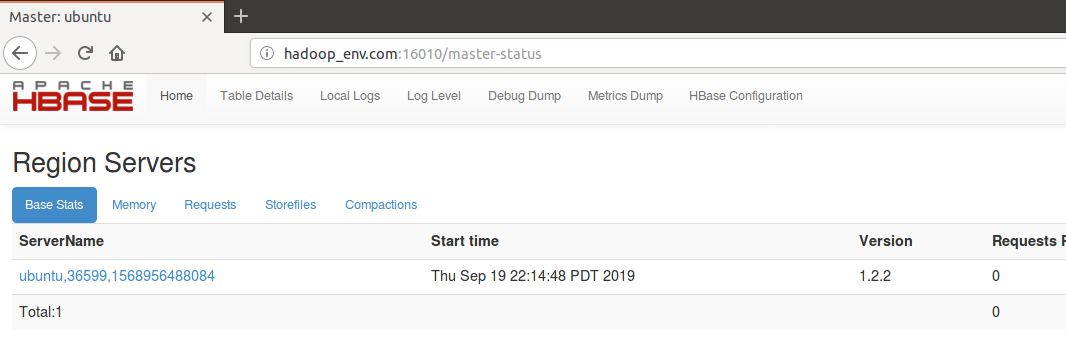 Master: ubuntu
hadoop_env.com:16010/master-status
APACHE
HBASE
Home Table Details Local Logs Log Level Debug Dump Metrics Dump HBase Configuration
Region Servers
Base Stats Memory Requests Storefiles Compactions
ServerName Start time Version Requests
ubuntu,36599,1568956488084 Thu Sep 19 22:14:48 PDT 2019 1.2.2 0
Total:1 0